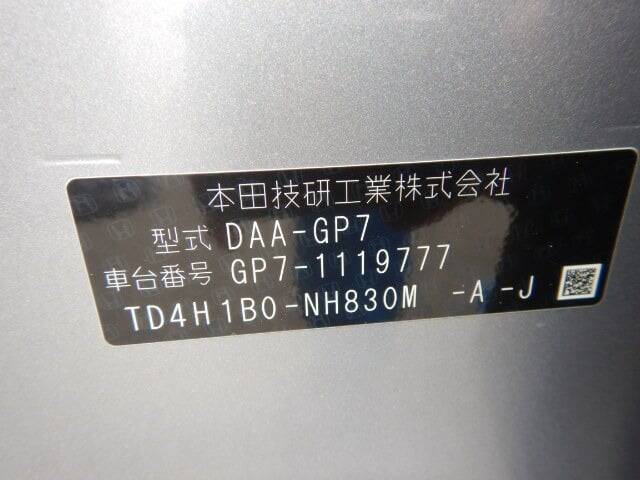 本田技研工業株式会社
型式 DAA-GP7
車台番号 GP7-1119777
TD4H1B0-NH830M -A -J